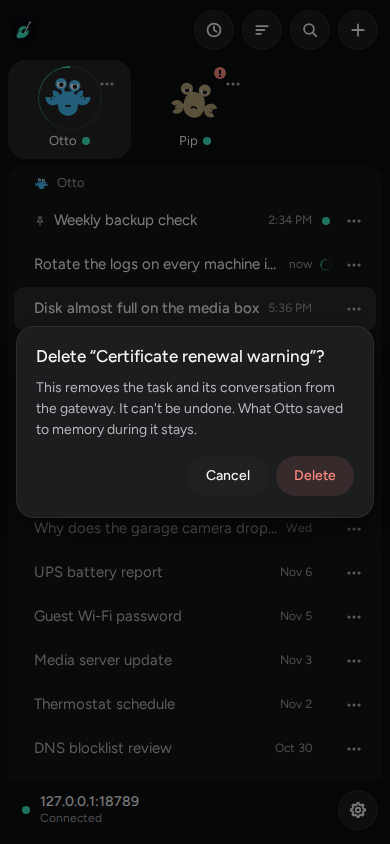 Otto
Pip
Otto
Weekly backup check 2:34 PM
Rotate the logs on every machine i... now
Disk almost full on the media box 5:36 PM
Delete “Certificate renewal warning”?
This removes the task and its conversation from
the gateway. It can't be undone. What Otto saved
to memory during it stays.
Cancel Delete
Why does the garage camera drop... Wed
UPS battery report Nov 6
Guest Wi-Fi password Nov 5
Media server update Nov 3
Thermostat schedule Nov 2
DNS blocklist review Oct 30
127.0.0.1:18789
Connected